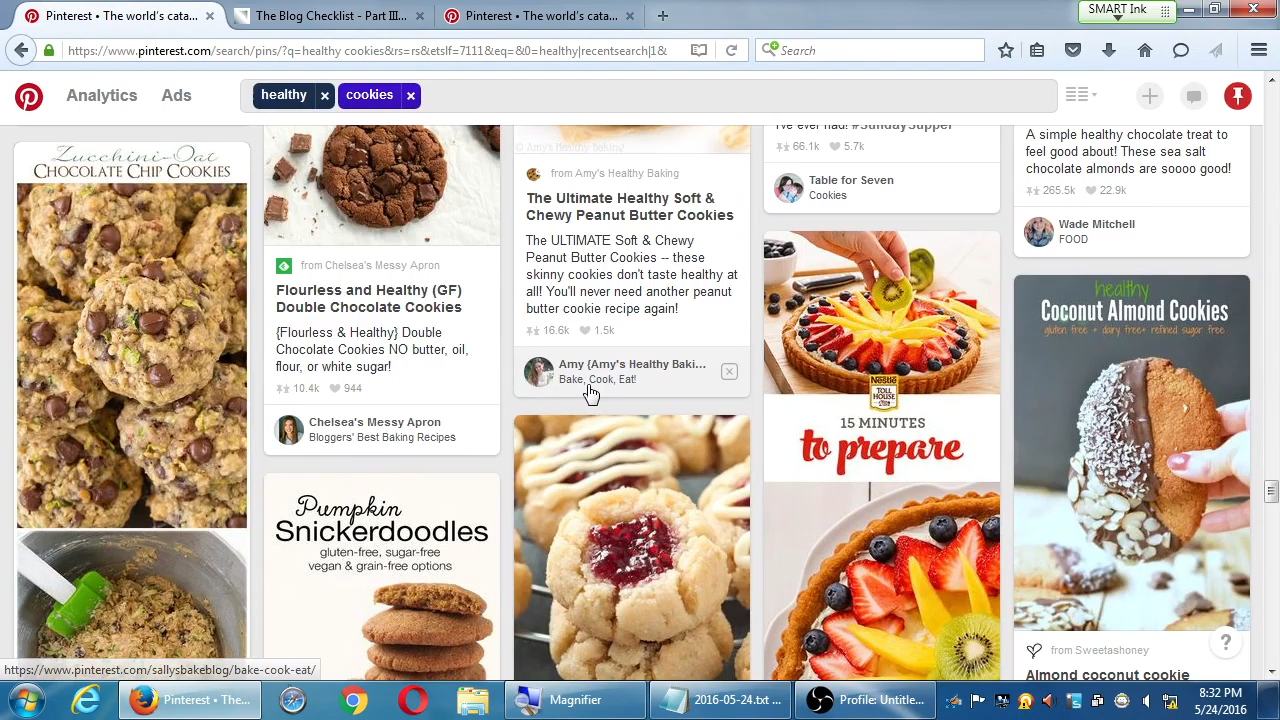 Pinterest • The world's cata...
The Blog Checklist - Part III...
Pinterest • The world's cata...
SMART Ink
https://www.pinterest.com/search/pins/?q=healthy cookies&rs=rs&etslf=7111&eq=&0=healthy|recentsearch|1&
Search
Analytics
Ads
healthy
cookies
Zucchini-Oat
CHOCOLATE CHIP COOKIES
from Chelsea's Messy Apron
Flourless and Healthy (GF)
Double Chocolate Cookies
{Flourless & Healthy} Double
Chocolate Cookies NO butter, oil,
flour, or white sugar!
10.4k 944
Chelsea's Messy Apron
Bloggers' Best Baking Recipes
Pumpkin
Snickerdoodles
gluten-free, sugar-free
vegan & grain-free options
© Amy's Healthy Baking
from Amy's Healthy Baking
The Ultimate Healthy Soft &
Chewy Peanut Butter Cookies
The ULTIMATE Soft & Chewy
Peanut Butter Cookies -- these
skinny cookies don't taste healthy at
all! You'll never need another peanut
butter cookie recipe again!
16.6k 1.5k
Amy {Amy's Healthy Baki...
Bake, Cook, Eat!
I've ever had! #SundaySupper
66.1k 5.7k
Table for Seven
Cookies
Nestle
TOLL
HOUSE
15 MINUTES
to prepare
A simple healthy chocolate treat to
feel good about! These sea salt
chocolate almonds are soooo good!
265.5k 22.9k
Wade Mitchell
FOOD
healthy
Coconut Almond Cookies
gluten free + dairy free+ refined sugar free
from Sweetashoney
Almond coconut cookie
?
https://www.pinterest.com/sallysbakeblog/bake-cook-eat/
Pinterest • The...
Magnifier
2016-05-24.txt ...
Profile: Untitle...
8:32 PM
5/24/2016